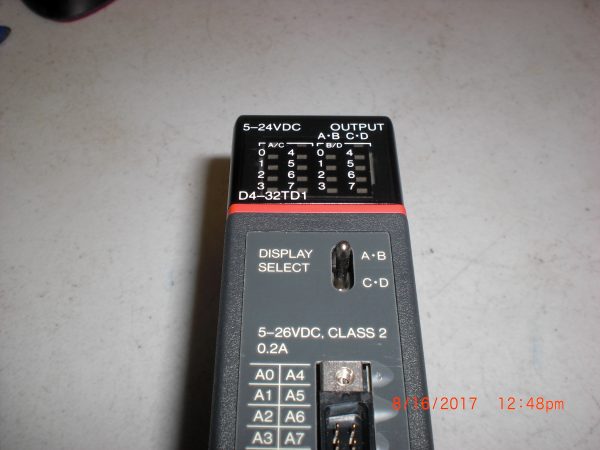 5-24VDC OUTPUT
A•B C•D
A/C B/D
0 4 0 4
1 5 1 5
2 6 2 6
3 7 3 7
D4-32TD1
DISPLAY SELECT
A•B
C•D
5-26VDC, CLASS 2
0.2A
A0 A4
A1 A5
A2 A6
A3 A7
8/16/2017 12:48pm